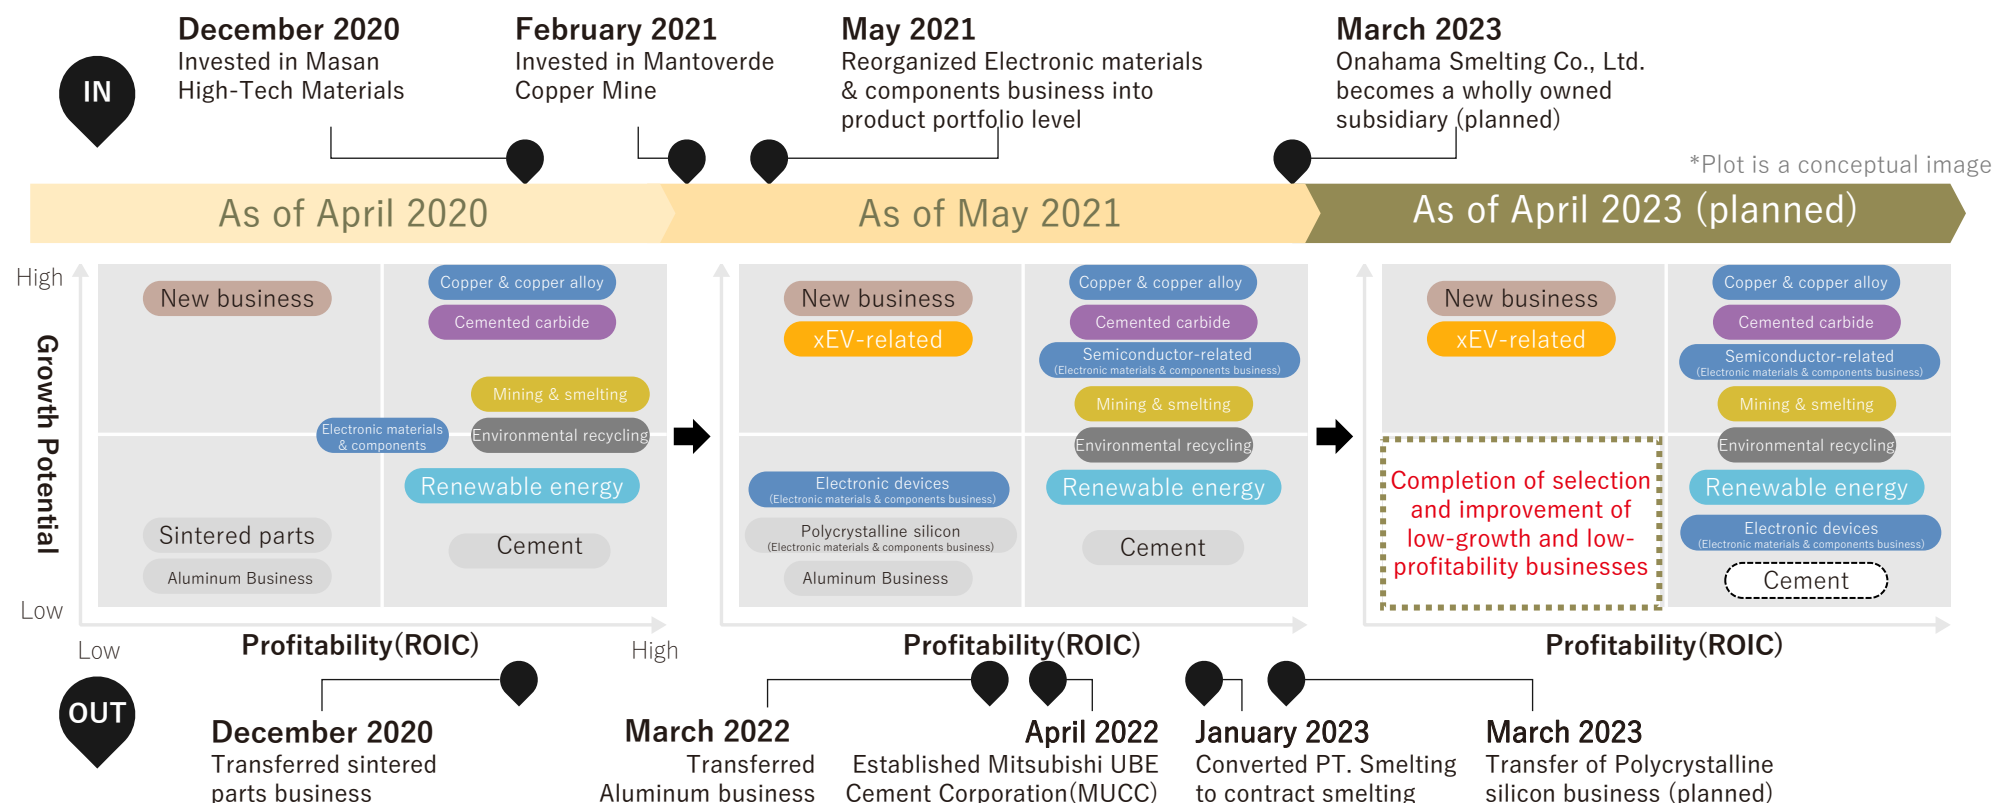 IN
December 2020
Invested in Masan
High-Tech Materials
February 2021
Invested in Mantoverde
Copper Mine
May 2021
Reorganized Electronic materials
& components business into
product portfolio level
March 2023
Onahama Smelting Co., Ltd.
becomes a wholly owned
subsidiary (planned)
*Plot is a conceptual image
As of April 2020
As of May 2021
As of April 2023 (planned)
High
Growth Potential
Low
New business
Copper & copper alloy
Cemented carbide
Mining & smelting
Electronic materials
& components
Environmental recycling
Renewable energy
Sintered parts
Cement
Aluminum Business
Low
Profitability(ROIC)
High
New business
xEV-related
Copper & copper alloy
Cemented carbide
Semiconductor-related
(Electronic materials & components business)
Mining & smelting
Environmental recycling
Electronic devices
(Electronic materials & components business)
Renewable energy
Polycrystalline silicon
(Electronic materials & components business)
Cement
Aluminum Business
Profitability(ROIC)
New business
xEV-related
Copper & copper alloy
Cemented carbide
Semiconductor-related
(Electronic materials & components business)
Mining & smelting
Environmental recycling
Completion of selection
and improvement of
low-growth and low-
profitability businesses
Renewable energy
Electronic devices
(Electronic materials & components business)
Cement
Profitability(ROIC)
OUT
December 2020
Transferred sintered
parts business
March 2022
Transferred
Aluminum business
April 2022
Established Mitsubishi UBE
Cement Corporation(MUCC)
January 2023
Converted PT. Smelting
to contract smelting
March 2023
Transfer of Polycrystalline
silicon business (planned)